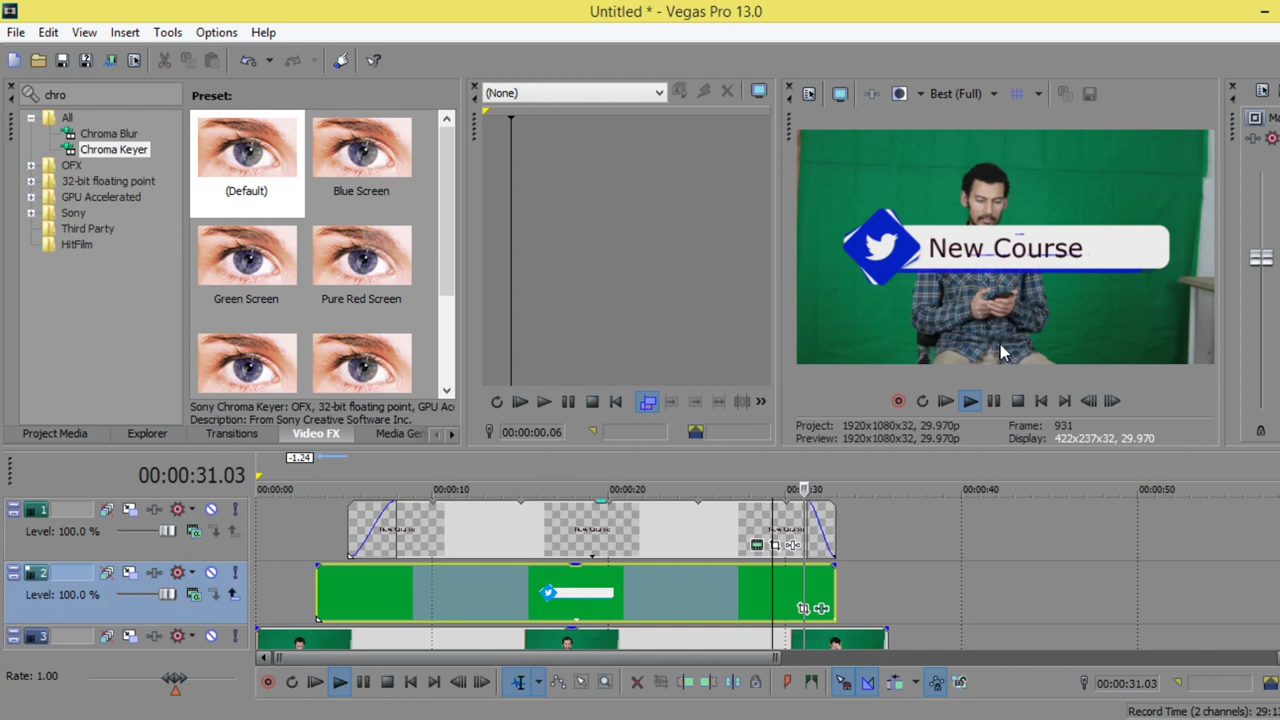 Untitled * - Vegas Pro 13.0
File Edit View Insert Tools Options Help
chro
All
Chroma Blur
Chroma Keyer
OFX
32-bit floating point
GPU Accelerated
Sony
Third Party
HitFilm
Preset:
(Default)
Blue Screen
Green Screen
Pure Red Screen
Sony Chroma Keyer: OFX, 32-bit floating point, GPU Ac
Description: From Sony Creative Software Inc.
Project Media Explorer Transitions Video FX Media Gen
(None)
00:00:00.06
Best (Full)
New Course
Project: 1920x1080x32, 29.970p
Preview: 1920x1080x32, 29.970p
Frame: 931
Display: 422x237x32, 29.970
Ma
-1.24
00:00:31.03
00:00:00 00:00:10 00:00:20 00:00:30 00:00:40 00:00:50
1
Level: 100.0 %
2
Level: 100.0 %
3
Rate: 1.00
00:00:31.03
Record Time (2 channels): 29:1